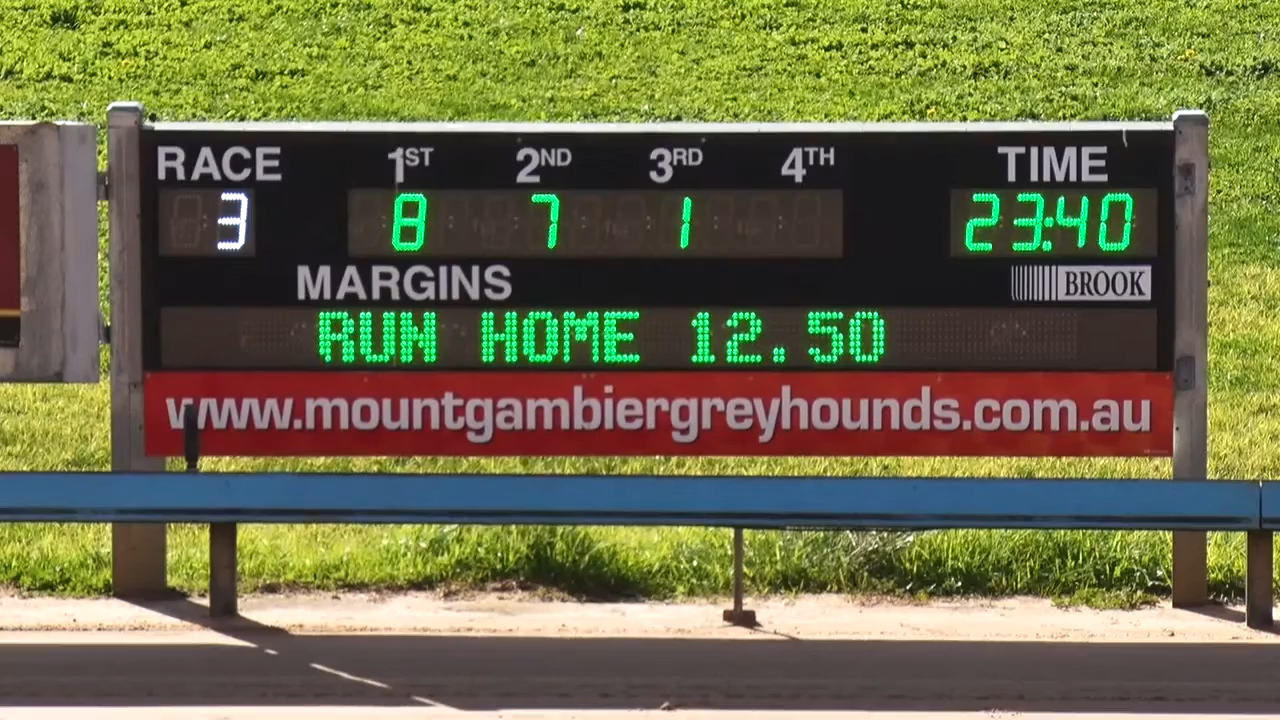 RACE 1ST 2ND 3RD 4TH TIME
3 8 7 1 23:40
MARGINS BROOK
RUN HOME 12.50
www.mountgambiergreyhounds.com.au